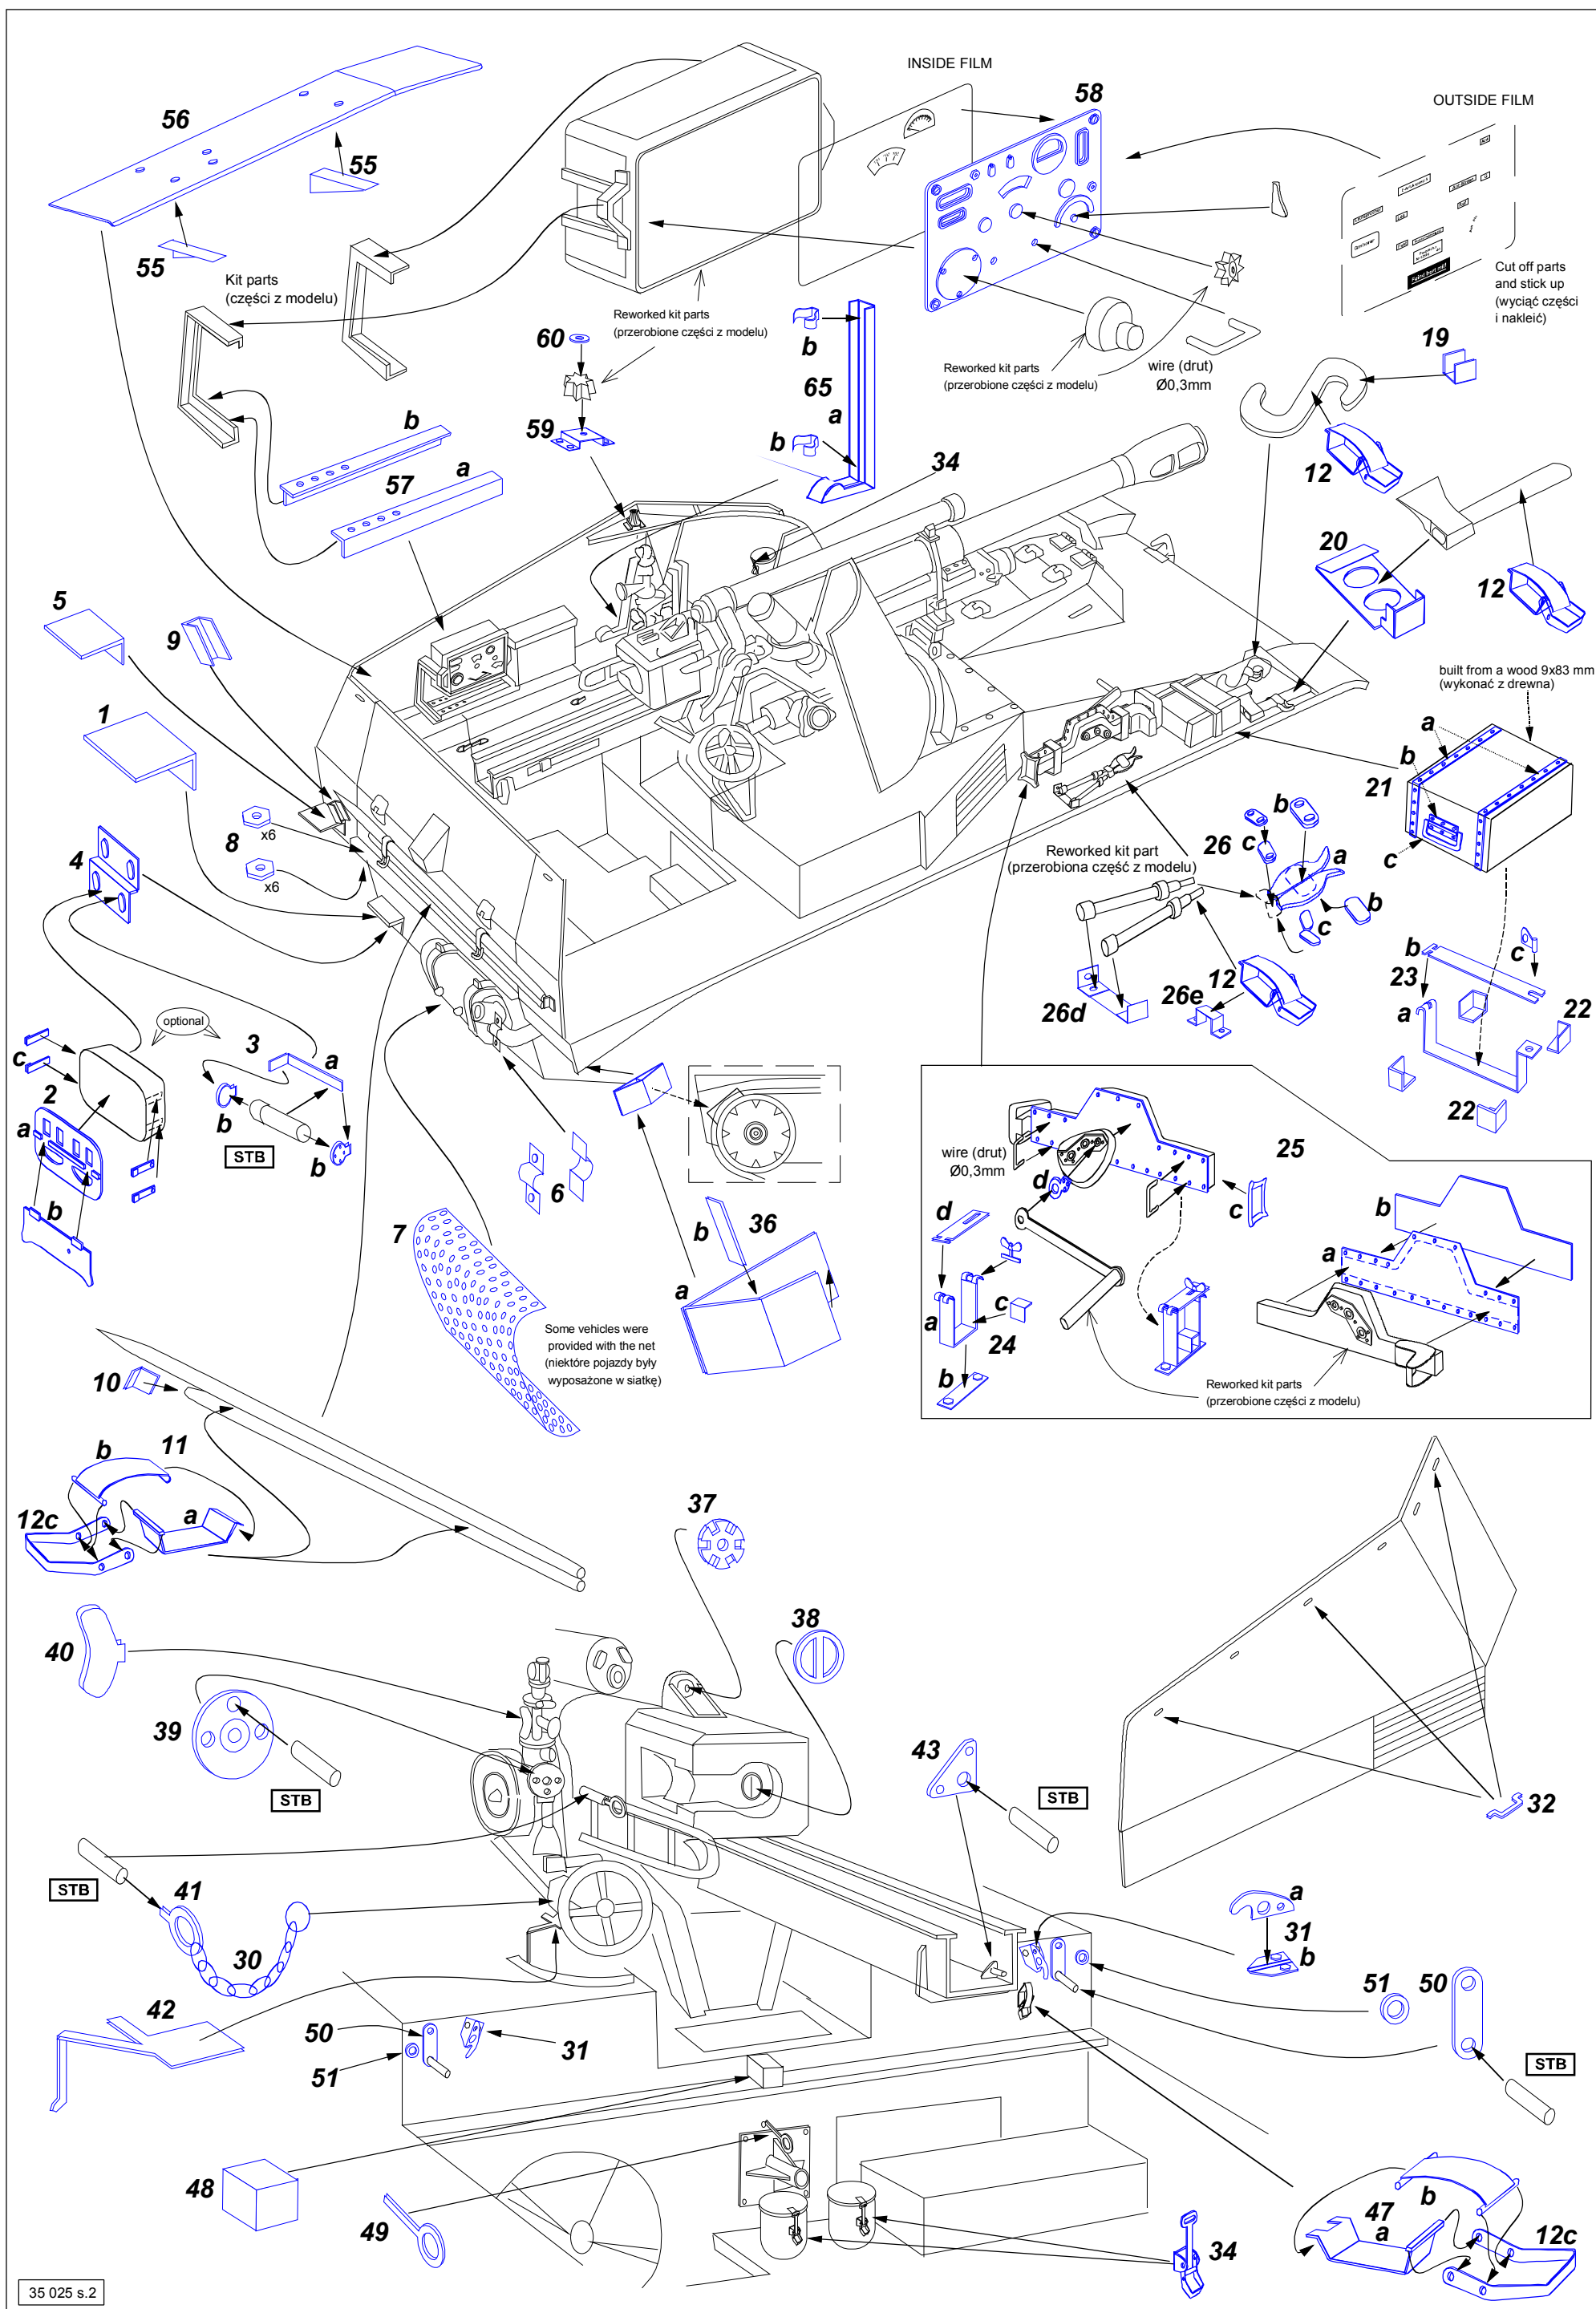 INSIDE FILM
58
OUTSIDE FILM
56
55
55
Kit parts
(części z modelu)
Reworked kit parts
(przerobione części z modelu)
60
59
b
65
a
b
Reworked kit parts
(przerobione części z modelu)
wire (drut)
Ø0,3mm
Cut off parts
and stick up
(wyciąć części
i nakleić)
19
b
57
a
34
12
20
12
5
9
1
8
x6
x6
4
built from a wood 9x83 mm
(wykonać z drewna)
a
b
21
c
Reworked kit part
(przerobiona część z modelu)
26
b
c
a
b
c
12
26d
26e
b
23
c
a
22
22
optional
3
a
c
2
a
b
b
STB
b
6
7
b
36
a
Some vehicles were
provided with the net
(niektóre pojazdy były
wyposażone w siatkę)
wire (drut)
Ø0,3mm
25
d
d
c
b
a
a
c
24
b
Reworked kit parts
(przerobione części z modelu)
10
11
b
12c
a
37
38
40
39
STB
43
STB
32
STB
41
30
42
a
31
b
51
50
50
51
31
STB
48
49
34
47
a
b
12c
35 025 s.2